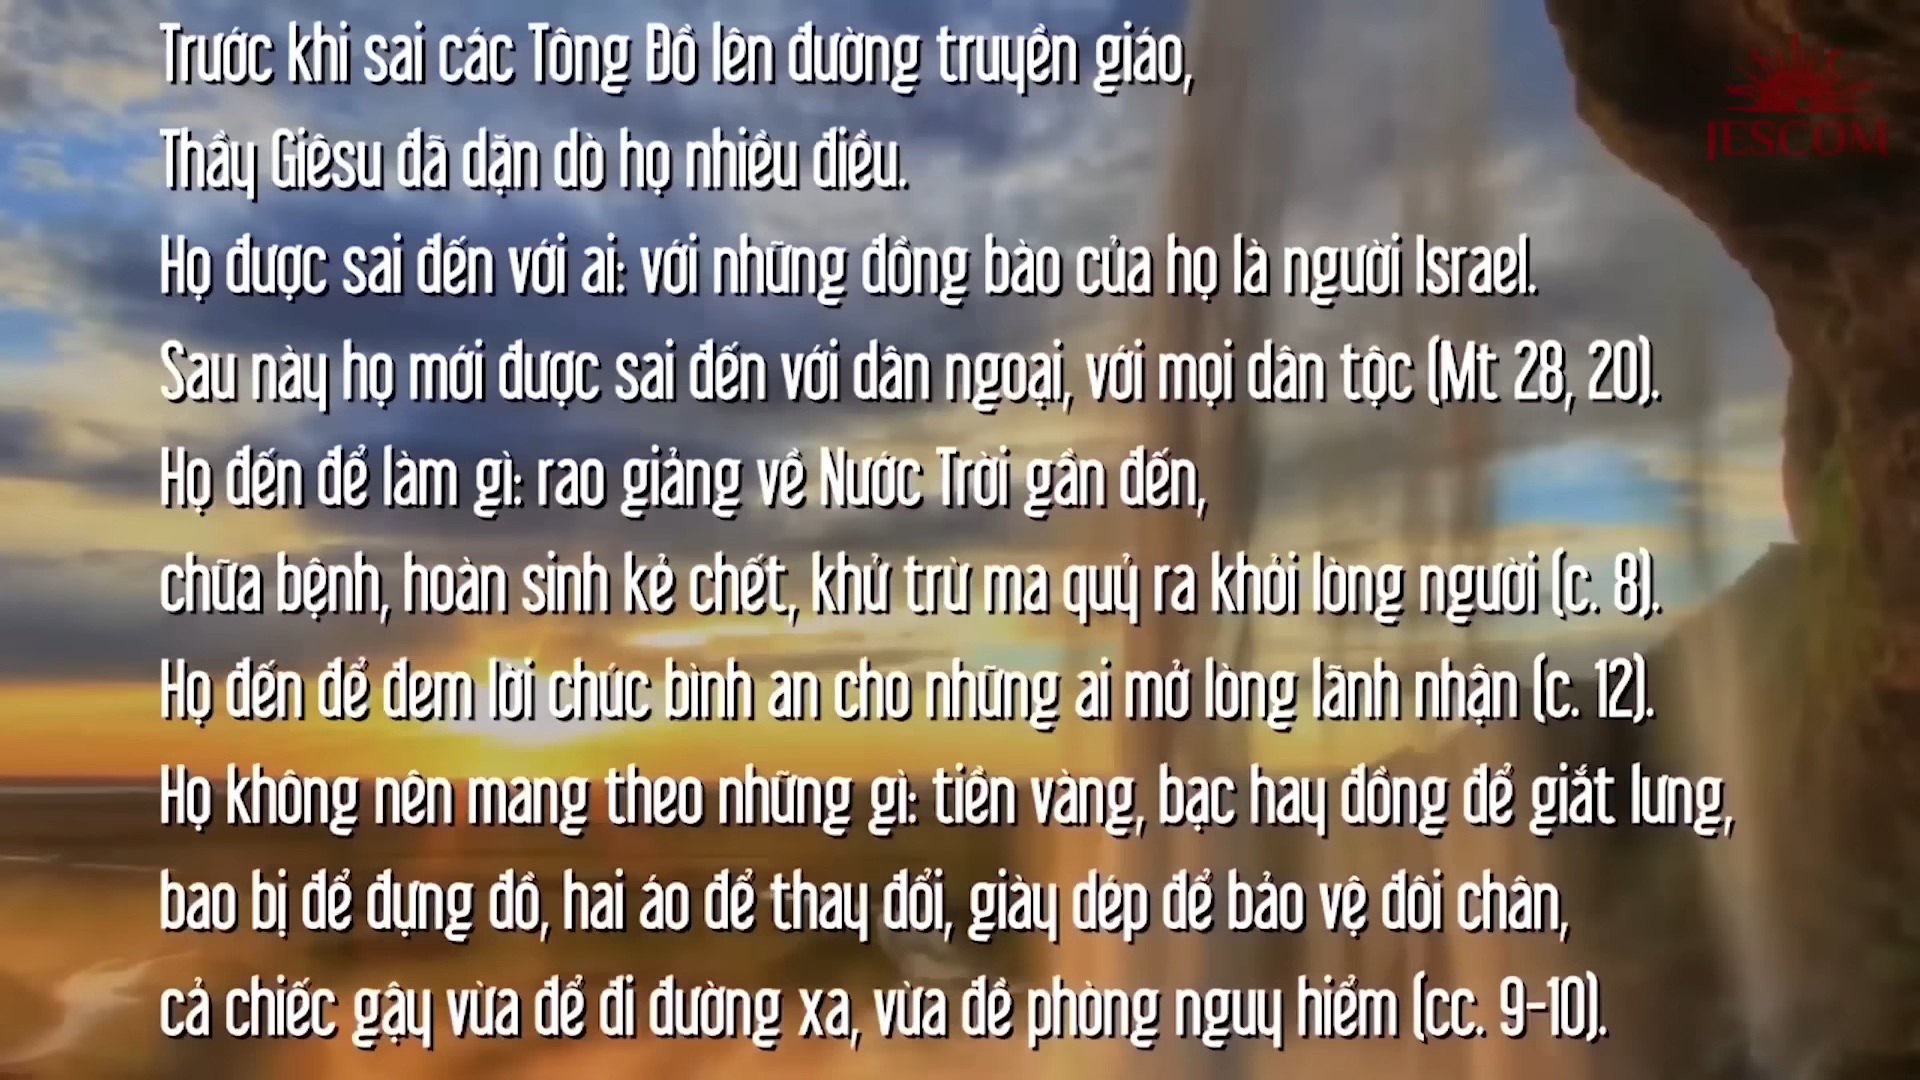 Trước khi sai các Tông Đồ lên đường truyền giáo,
Thầy Giêsu đã dặn dò họ nhiều điều.
Họ được sai đến với ai: với những đồng bào của họ là người Israel.
Sau này họ mới được sai đến với dân ngoại, với mọi dân tộc (Mt 28, 20).
Họ đến để làm gì: rao giảng về Nước Trời gần đến,
chữa bệnh, hoàn sinh kẻ chết, khử trừ ma quỷ ra khỏi lòng người (c. 8).
Họ đến để đem lời chúc bình an cho những ai mở lòng lãnh nhận (c. 12).
Họ không nên mang theo những gì: tiền vàng, bạc hay đồng để giắt lưng,
bao bị để đựng đồ, hai áo để thay đổi, giày dép để bảo vệ đôi chân,
cả chiếc gậy vừa để đi đường xa, vừa đề phòng nguy hiểm (cc. 9-10).
JESCOM